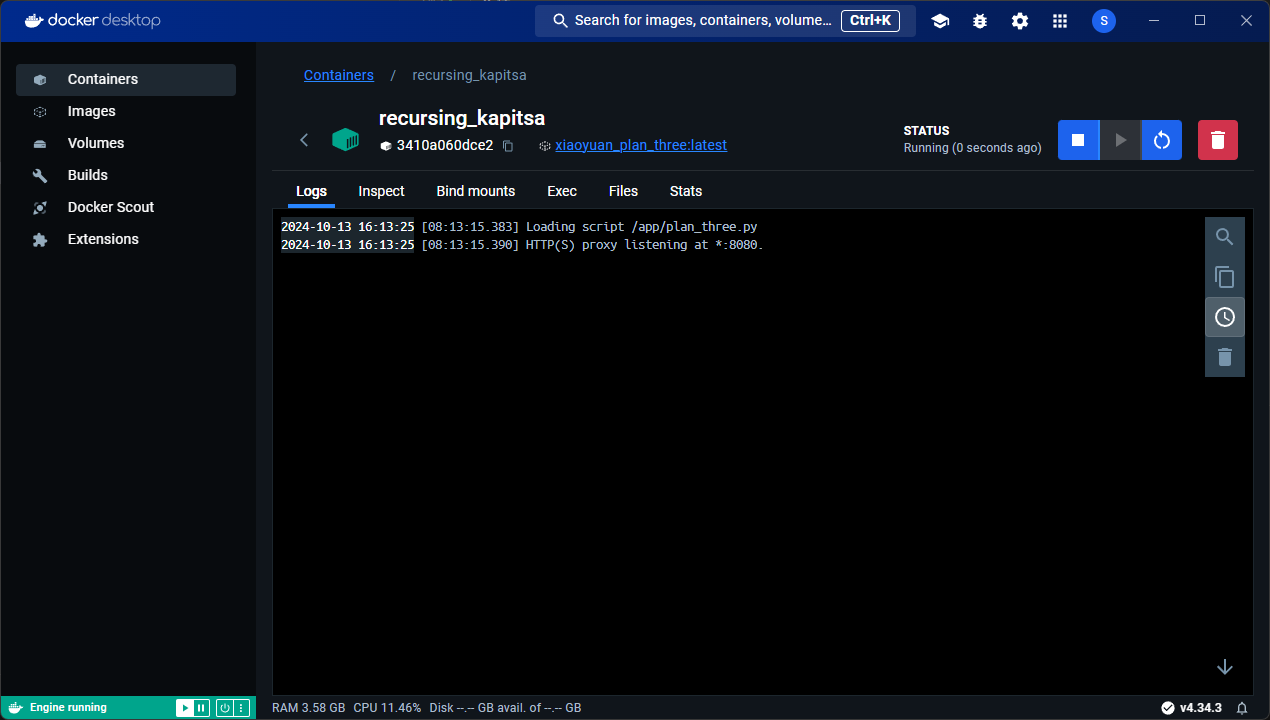 docker desktop
Search for images, containers, volume... Ctrl+K
S
Containers
Images
Volumes
Builds
Docker Scout
Extensions
Containers / recursing_kapitsa
recursing_kapitsa
3410a060dce2
xiaoyuan_plan_three:latest
STATUS
Running (0 seconds ago)
Logs Inspect Bind mounts Exec Files Stats
2024-10-13 16:13:25 [08:13:15.383] Loading script /app/plan_three.py
2024-10-13 16:13:25 [08:13:15.390] HTTP(S) proxy listening at *:8080.
Engine running
RAM 3.58 GB CPU 11.46% Disk --.-- GB avail. of --.-- GB
v4.34.3